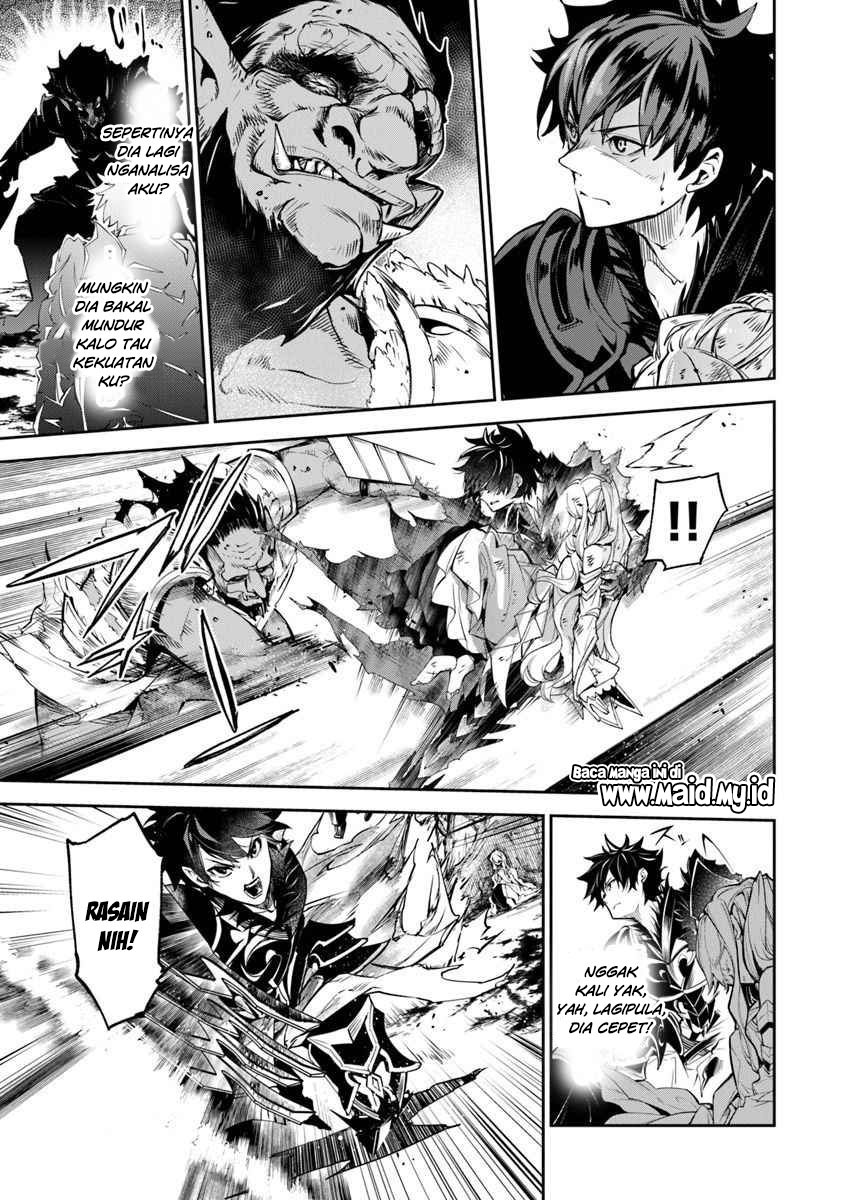 SEPERTINYA
DIA LAGI
NGANALISA
AKU?
MUNGKIN
DIA BAKAL
MUNDUR
KALO TAU
KEKUATAN
KU?
!!
BACA MANGA INI DI
WWW.MAID.MY.ID
NGGAK
KALI YAK,
YAH, LAGIPULA,
DIA CEPET!
RASAIN
NIH!